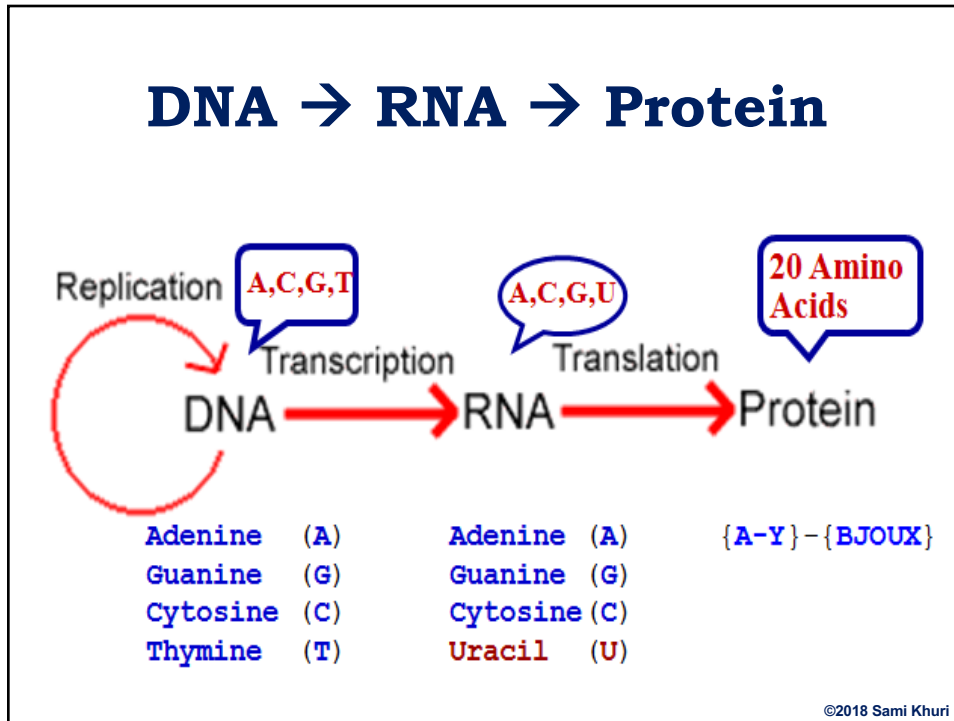 DNA → RNA → Protein
Replication
A,C,G,T
A,C,G,U
20 Amino
Acids
Transcription
Translation
DNA
RNA
Protein
Adenine (A)
Guanine (G)
Cytosine (C)
Thymine (T)
Adenine (A)
Guanine (G)
Cytosine (C)
Uracil (U)
{A-Y}-{BJOUX}
©2018 Sami Khuri